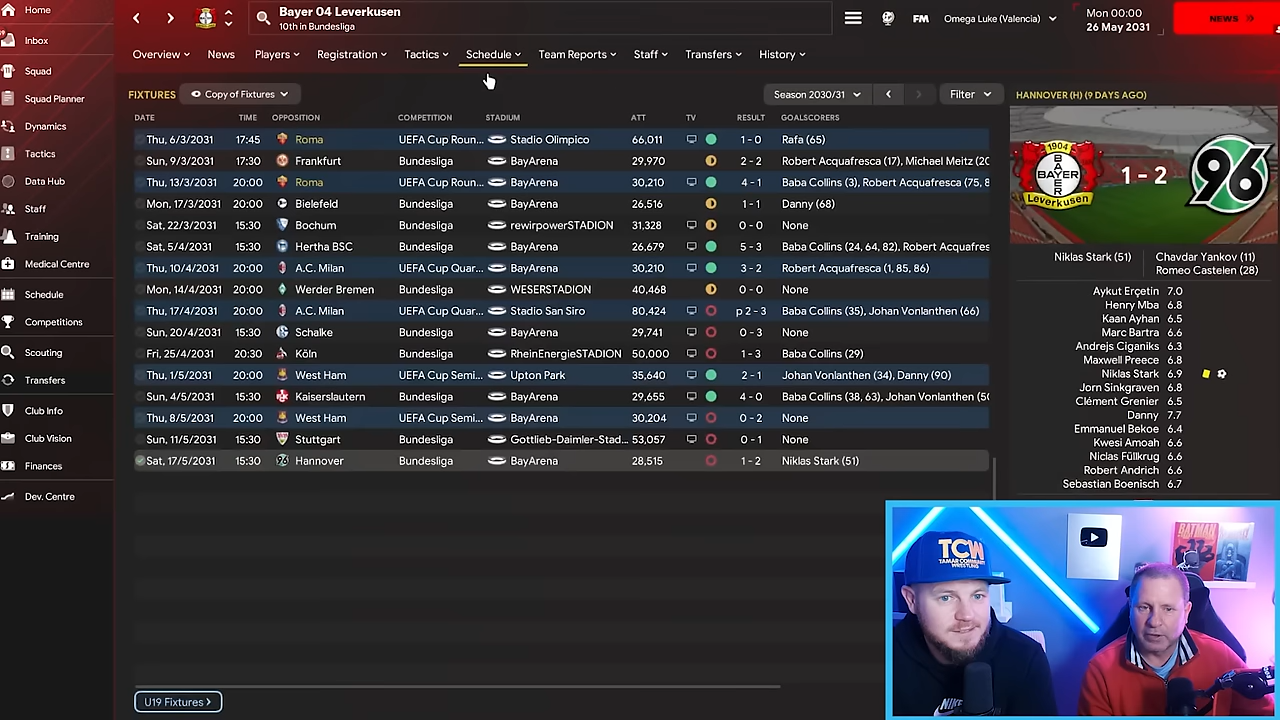 Home
Inbox
Squad
Squad Planner
Dynamics
Tactics
Data Hub
Staff
Training
Medical Centre
Schedule
Competitions
Scouting
Transfers
Club Info
Club Vision
Finances
Dev. Centre
Bayer 04 Leverkusen
10th in Bundesliga
FM
Omega Luke (Valencia)
Mon 00:00
26 May 2031
NEWS
Overview News Players Registration Tactics Schedule Team Reports Staff Transfers History
FIXTURES Copy of Fixtures Season 2030/31 Filter
DATE TIME OPPOSITION COMPETITION STADIUM ATT TV RESULT GOALSCORERS
Thu, 6/3/2031 17:45 Roma UEFA Cup Roun... Stadio Olimpico 66,011 1 - 0 Rafa (65)
Sun, 9/3/2031 17:30 Frankfurt Bundesliga BayArena 29,970 2 - 2 Robert Acquafresca (17), Michael Meitz (20
Thu, 13/3/2031 20:00 Roma UEFA Cup Roun... BayArena 30,210 4 - 1 Baba Collins (3), Robert Acquafresca (75, 8
Mon, 17/3/2031 20:00 Bielefeld Bundesliga BayArena 26,516 1 - 1 Danny (68)
Sat, 22/3/2031 15:30 Bochum Bundesliga rewirpowerSTADION 31,328 0 - 0 None
Sat, 5/4/2031 15:30 Hertha BSC Bundesliga BayArena 26,679 5 - 3 Baba Collins (24, 64, 82), Robert Acquafres
Thu, 10/4/2031 20:00 A.C. Milan UEFA Cup Quar... BayArena 30,210 3 - 2 Robert Acquafresca (1, 85, 86)
Mon, 14/4/2031 20:00 Werder Bremen Bundesliga WESERSTADION 40,468 0 - 0 None
Thu, 17/4/2031 20:00 A.C. Milan UEFA Cup Quar... Stadio San Siro 80,424 p 2 - 3 Baba Collins (35), Johan Vonlanthen (66)
Sun, 20/4/2031 15:30 Schalke Bundesliga BayArena 29,741 0 - 3 None
Fri, 25/4/2031 20:30 Köln Bundesliga RheinEnergieSTADION 50,000 1 - 3 Baba Collins (29)
Thu, 1/5/2031 20:00 West Ham UEFA Cup Semi... Upton Park 35,640 2 - 1 Johan Vonlanthen (34), Danny (90)
Sun, 4/5/2031 15:30 Kaiserslautern Bundesliga BayArena 29,655 4 - 0 Baba Collins (38, 63), Johan Vonlanthen (50
Thu, 8/5/2031 20:00 West Ham UEFA Cup Semi... BayArena 30,204 0 - 2 None
Sun, 11/5/2031 15:30 Stuttgart Bundesliga Gottlieb-Daimler-Stad... 53,057 0 - 1 None
Sat, 17/5/2031 15:30 Hannover Bundesliga BayArena 28,515 1 - 2 Niklas Stark (51)
U19 Fixtures
HANNOVER (H) (9 DAYS AGO)
1904
BAYER
BAYER
Leverkusen
1 - 2
96
Niklas Stark (51)
Chavdar Yankov (11)
Romeo Castelen (28)
Aykut Erçetin 7.0
Henry Mba 6.8
Kaan Ayhan 6.5
Marc Bartra 6.6
Andrejs Ciganiks 6.3
Maxwell Preece 6.8
Niklas Stark 6.9
Jorn Sinkgraven 6.8
Clément Grenier 6.5
Danny 7.7
Emmanuel Bekoe 6.4
Kwesi Amoah 6.6
Niclas Füllkrug 6.6
Robert Andrich 6.6
Sebastian Boenisch 6.7
TCW
TAMAR COMMUNITY
WRESTLING
BATMAN